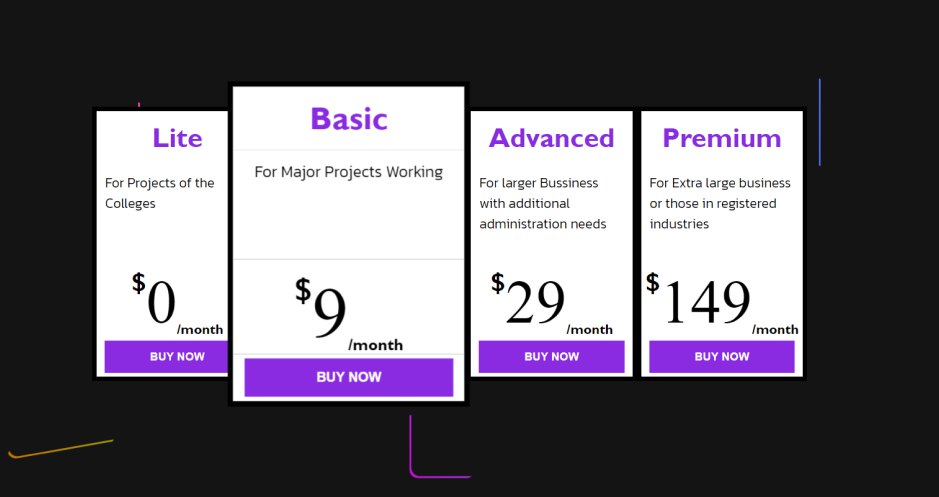 Lite
For Projects of the
Colleges
$0/month
BUY NOW
Basic
For Major Projects Working
$9/month
BUY NOW
Advanced
For larger Bussiness
with additional
administration needs
$29/month
BUY NOW
Premium
For Extra large business
or those in registered
industries
$149/month
BUY NOW